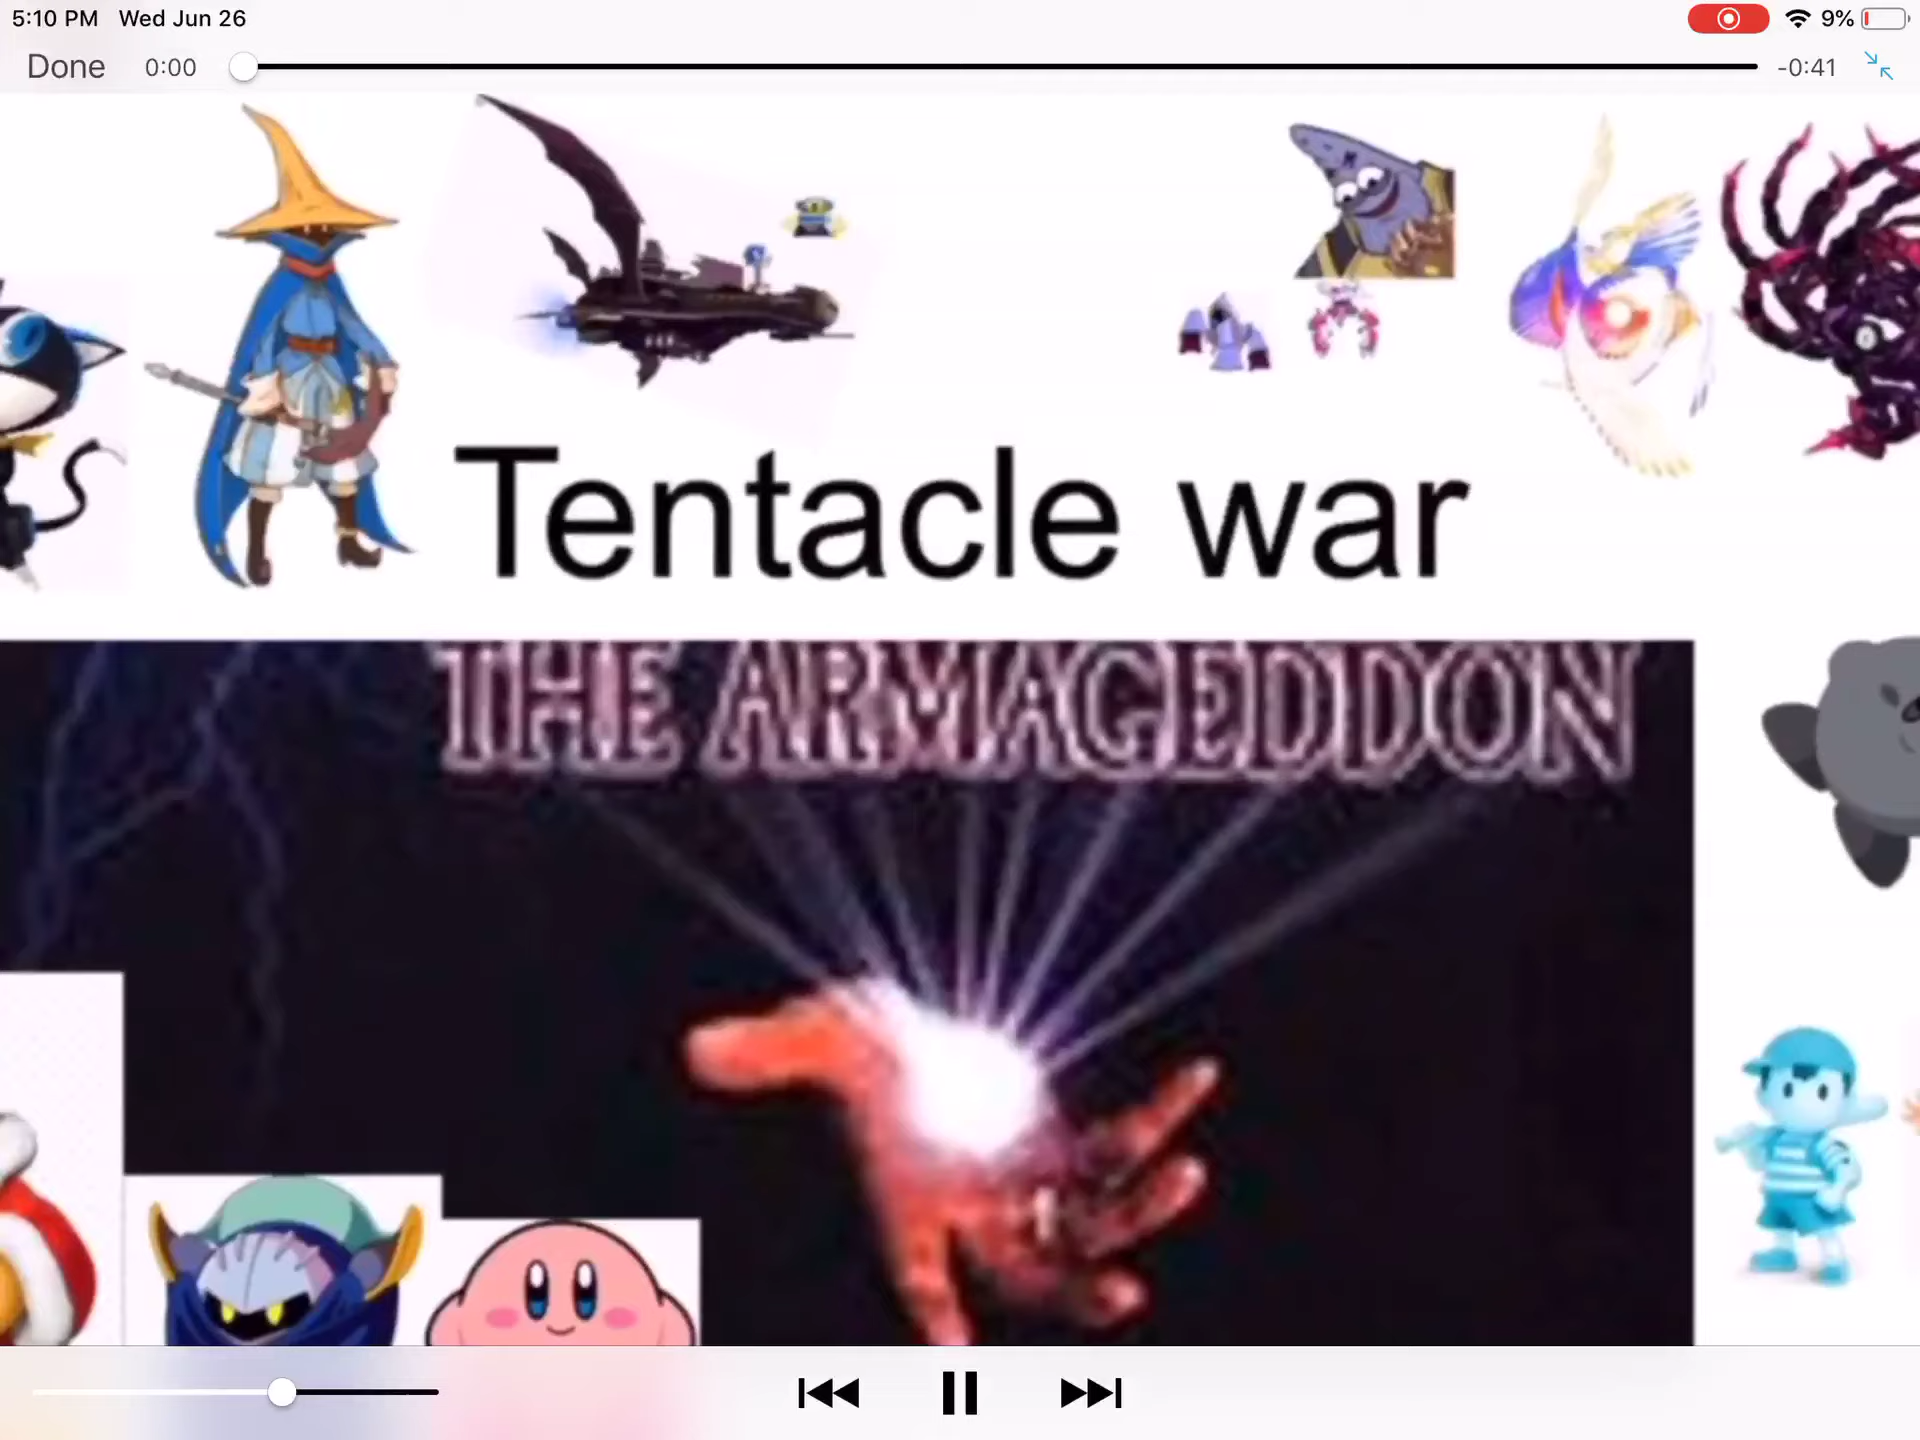 5:10 PM Wed Jun 26
9%
Done 0:00 -0:41
Tentacle war
THE ARMAGEDDON